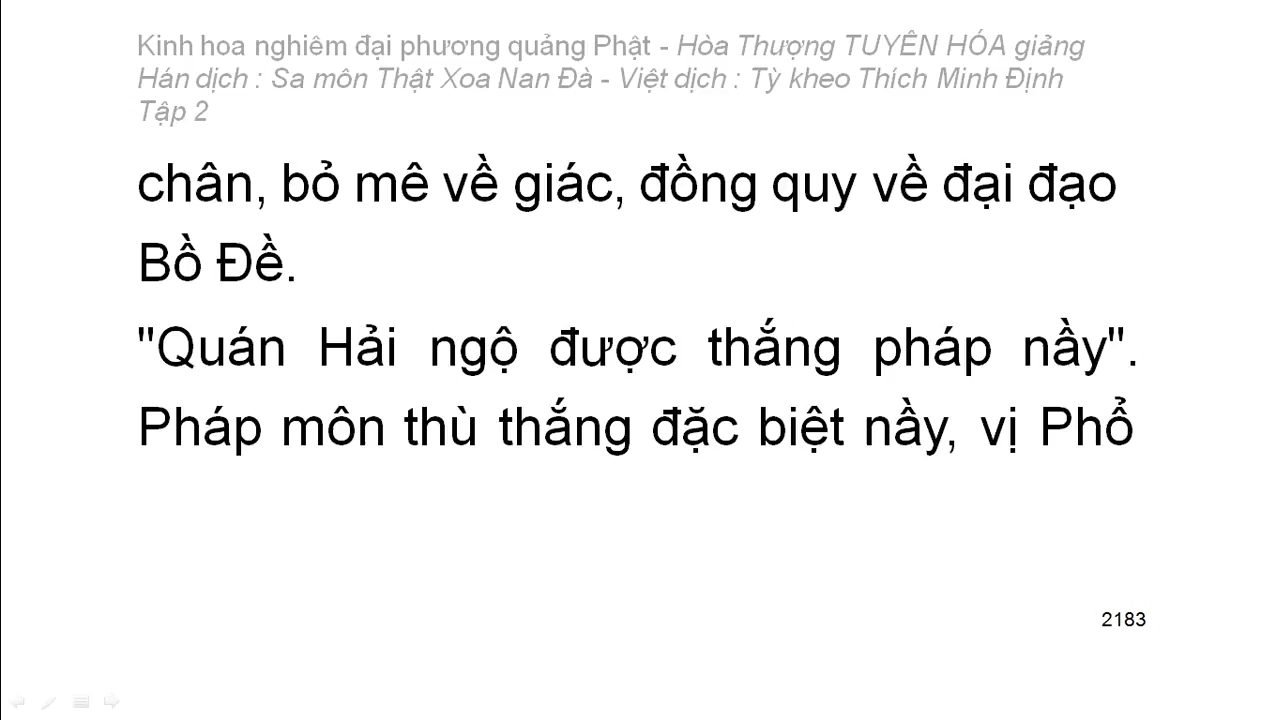 Kinh hoa nghiêm đại phương quảng Phật - Hòa Thượng TUYÊN HÓA giảng
Hán dịch : Sa môn Thật Xoa Nan Đà - Việt dịch : Tỳ kheo Thích Minh Định
Tập 2
chân, bỏ mê về giác, đồng quy về đại đạo
Bồ Đề.
"Quán Hải ngộ được thắng pháp nầy".
Pháp môn thù thắng đặc biệt nầy, vị Phổ
2183